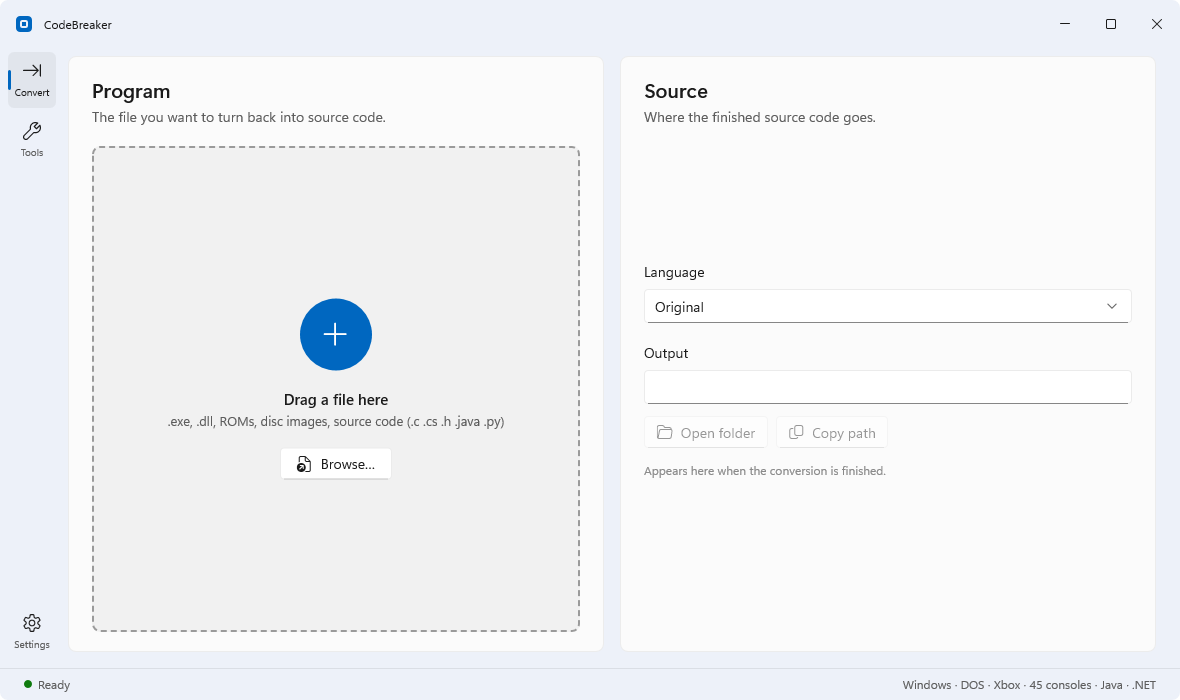 CodeBreaker
Convert
Tools
Settings
Program
The file you want to turn back into source code.
Drag a file here
.exe, .dll, ROMs, disc images, source code (.c .cs .h .java .py)
Browse...
Source
Where the finished source code goes.
Language
Original
Output
Open folder
Copy path
Appears here when the conversion is finished.
Ready
Windows · DOS · Xbox · 45 consoles · Java · .NET